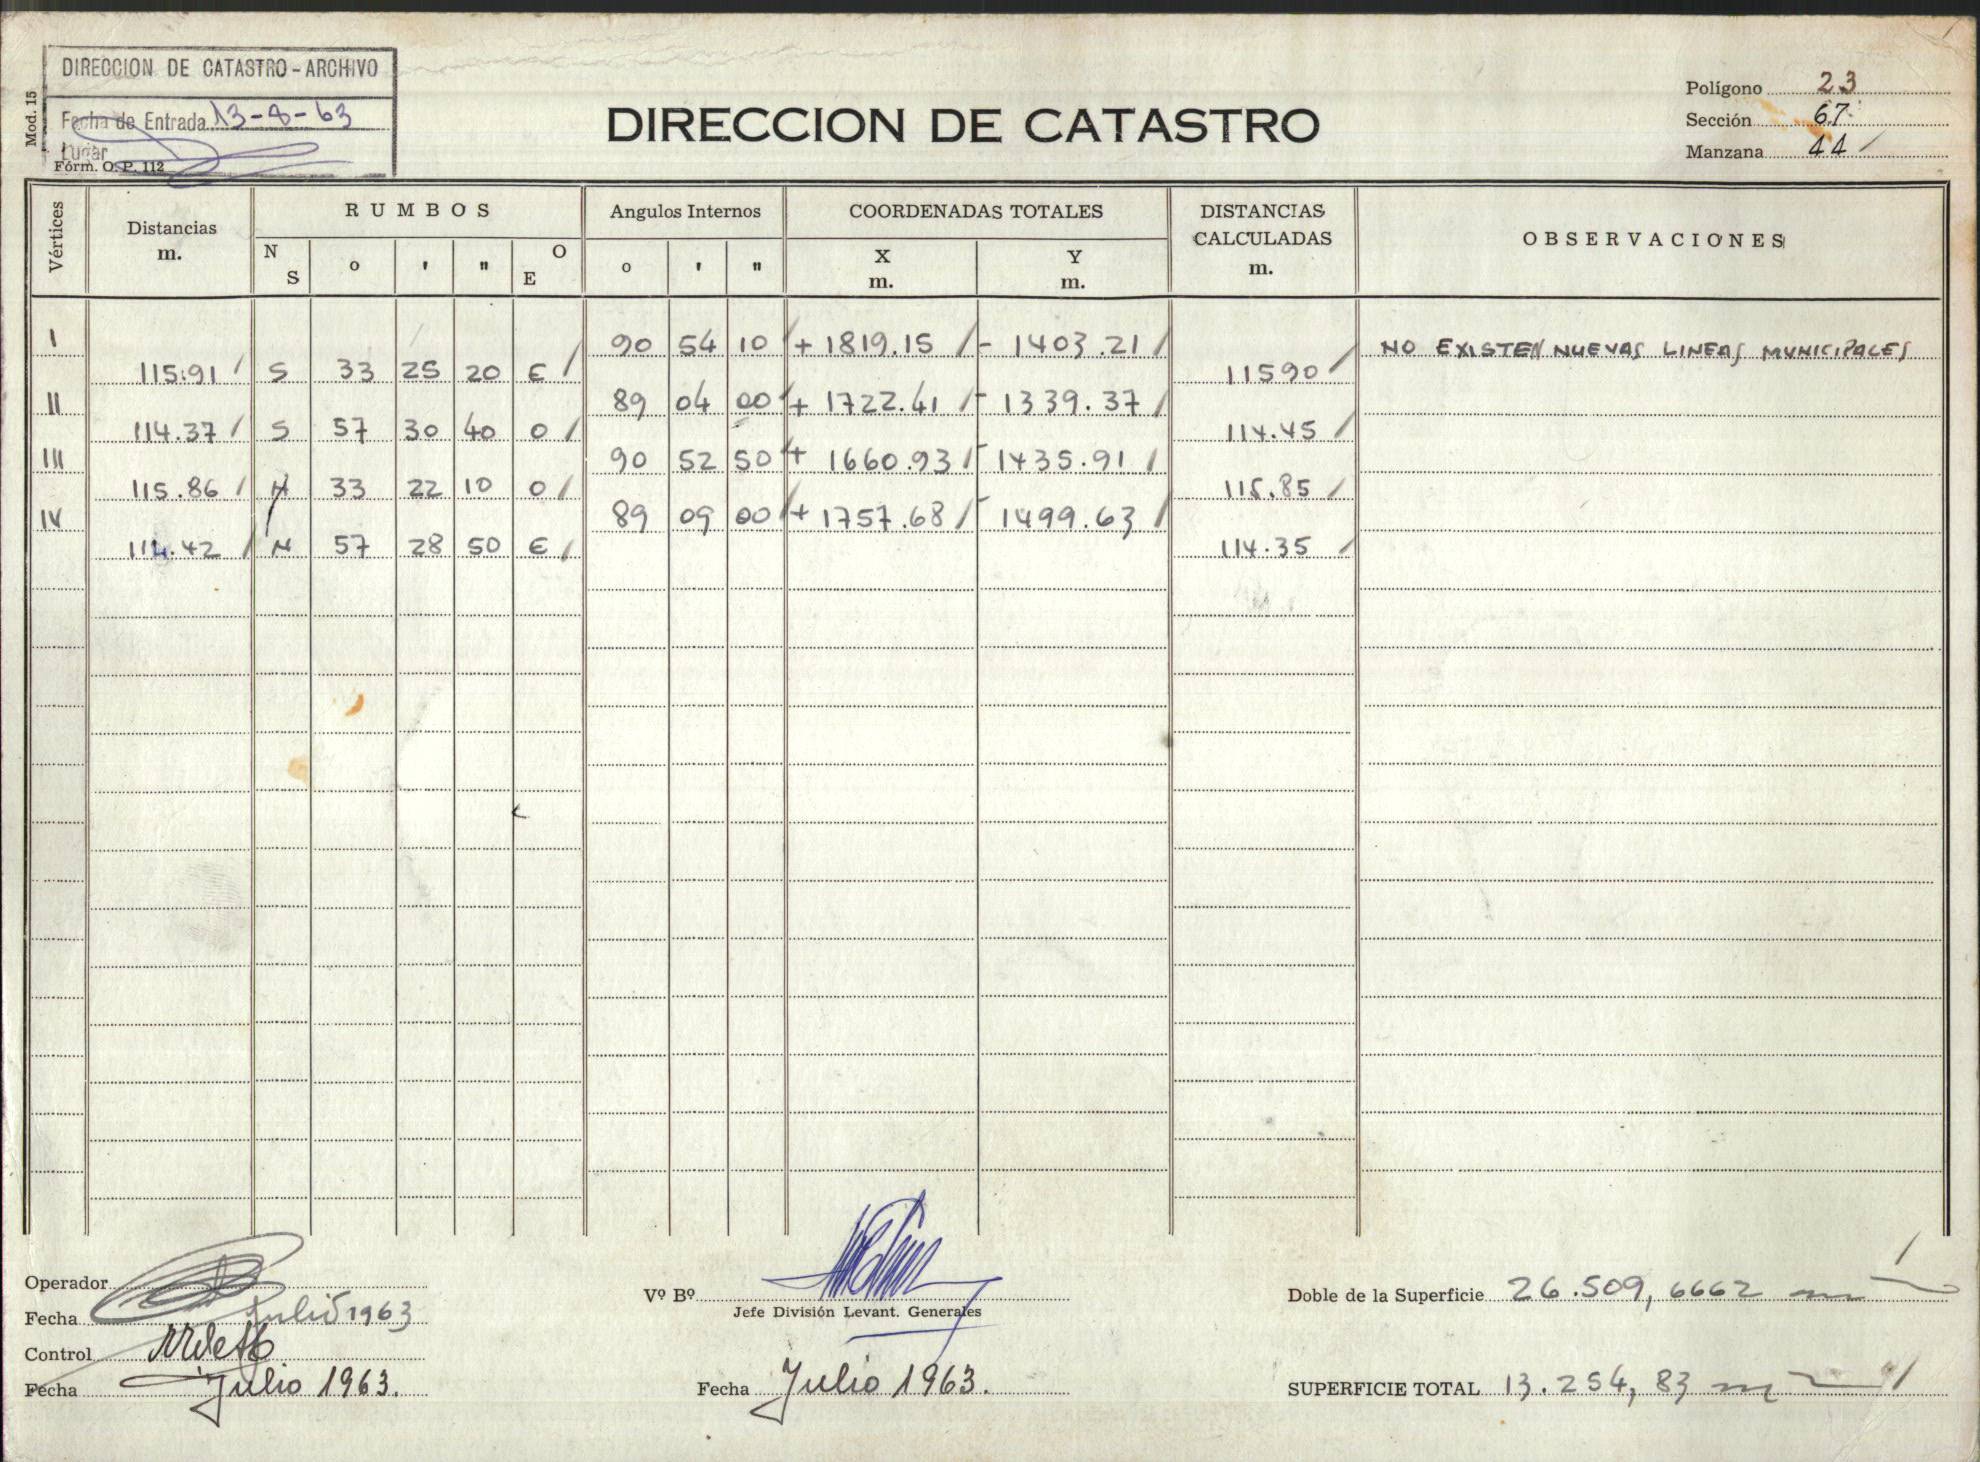 DIRECCION DE CATASTRO - ARCHIVO
Fecha de Entrada 13-8-63
Lugar
Fórm. O. P. 112
Mod. 15
DIRECCION DE CATASTRO
Polígono 23
Sección 67
Manzana 44
Vértices
Distancias
m.
RUMBOS
N S ° ' " O E
Angulos Internos
° ' "
COORDENADAS TOTALES
X m. Y m.
DISTANCIAS CALCULADAS
m.
OBSERVACIONES
I 90 54 10 + 1819.15 - 1403.21 NO EXISTEN NUEVAS LINEAS MUNICIPALES
115.91 S 33 25 20 E 11590
II 89 04 00 + 1722.41 - 1339.37
114.37 S 57 30 40 O 114.45
III 90 52 50 + 1660.93 - 1435.91
115.86 N 33 22 10 O 115.85
IV 89 09 00 + 1757.68 - 1499.63
114.42 N 57 28 50 E 114.35
Operador
Fecha Julio 1963
Control
Fecha Julio 1963.
Vº Bº
Jefe División Levant. Generales
Fecha Julio 1963.
Doble de la Superficie 26.509,6662 m
SUPERFICIE TOTAL 13.254,83 m